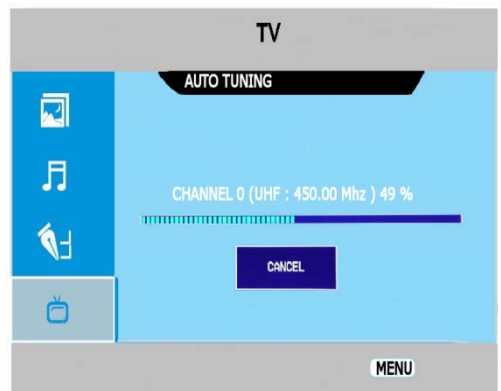 TV
AUTO TUNING
CHANNEL 0 (UHF : 450.00 Mhz ) 49 %
CANCEL
MENU